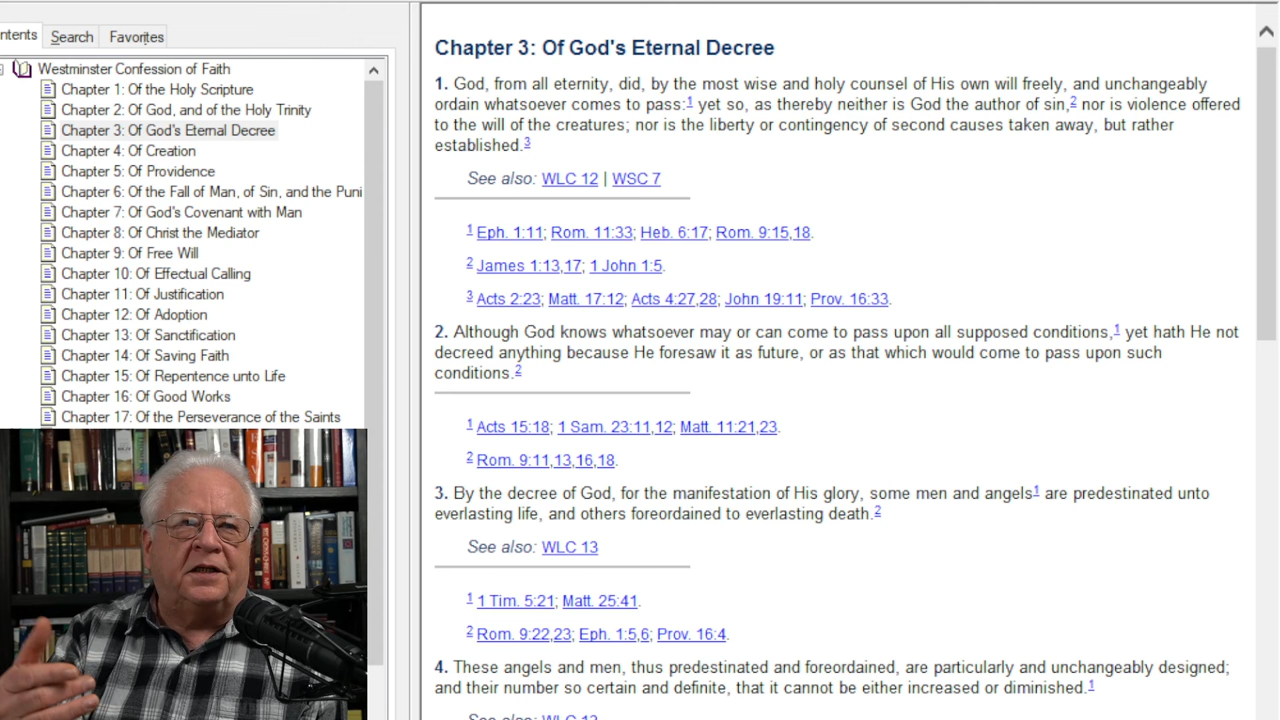 ntents
Search
Favorites
Westminster Confession of Faith
Chapter 1: Of the Holy Scripture
Chapter 2: Of God, and of the Holy Trinity
Chapter 3: Of God's Eternal Decree
Chapter 4: Of Creation
Chapter 5: Of Providence
Chapter 6: Of the Fall of Man, of Sin, and the Puni
Chapter 7: Of God's Covenant with Man
Chapter 8: Of Christ the Mediator
Chapter 9: Of Free Will
Chapter 10: Of Effectual Calling
Chapter 11: Of Justification
Chapter 12: Of Adoption
Chapter 13: Of Sanctification
Chapter 14: Of Saving Faith
Chapter 15: Of Repentence unto Life
Chapter 16: Of Good Works
Chapter 17: Of the Perseverance of the Saints
Chapter 3: Of God's Eternal Decree
1. God, from all eternity, did, by the most wise and holy counsel of His own will freely, and unchangeably
ordain whatsoever comes to pass:1 yet so, as thereby neither is God the author of sin,2 nor is violence offered
to the will of the creatures; nor is the liberty or contingency of second causes taken away, but rather
established.3
See also: WLC 12 | WSC 7
1 Eph. 1:11; Rom. 11:33; Heb. 6:17; Rom. 9:15,18.
2 James 1:13,17; 1 John 1:5.
3 Acts 2:23; Matt. 17:12; Acts 4:27,28; John 19:11; Prov. 16:33.
2. Although God knows whatsoever may or can come to pass upon all supposed conditions,1 yet hath He not
decreed anything because He foresaw it as future, or as that which would come to pass upon such
conditions.2
1 Acts 15:18; 1 Sam. 23:11,12; Matt. 11:21,23.
2 Rom. 9:11,13,16,18.
3. By the decree of God, for the manifestation of His glory, some men and angels1 are predestinated unto
everlasting life, and others foreordained to everlasting death.2
See also: WLC 13
1 1 Tim. 5:21; Matt. 25:41.
2 Rom. 9:22,23; Eph. 1:5,6; Prov. 16:4.
4. These angels and men, thus predestinated and foreordained, are particularly and unchangeably designed;
and their number so certain and definite, that it cannot be either increased or diminished.1
See also: WLC 13